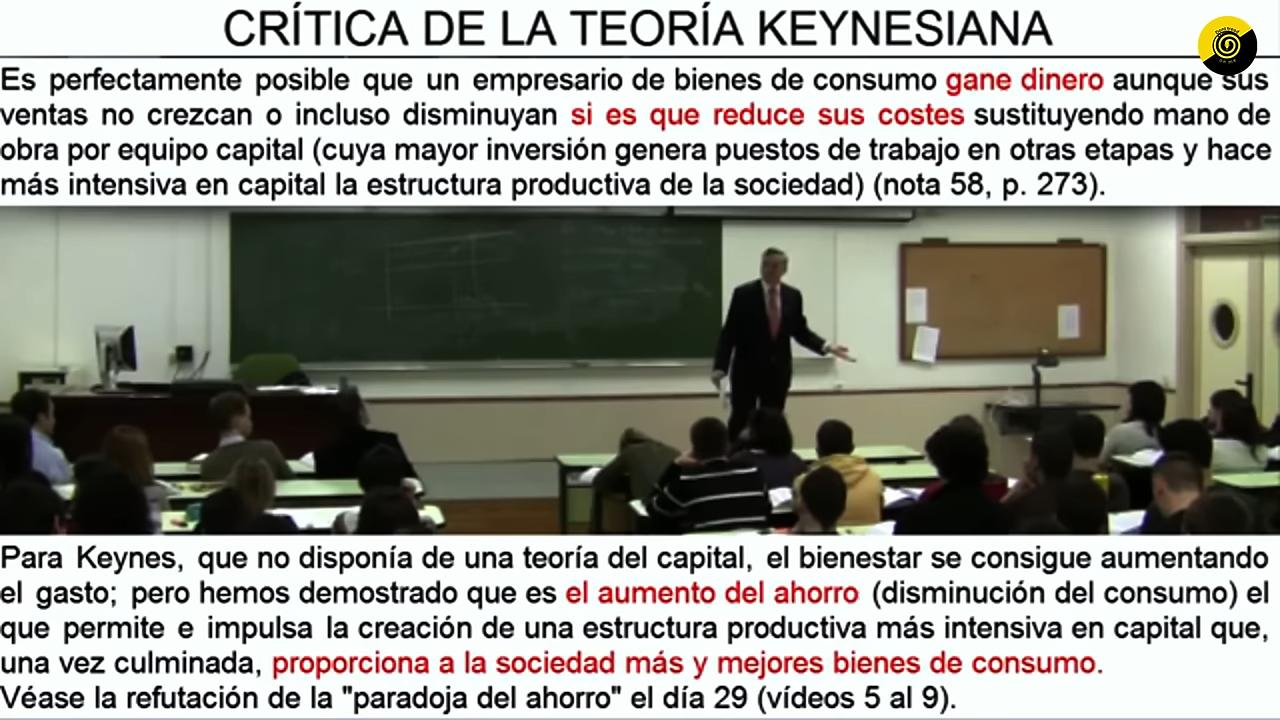 CRÍTICA DE LA TEORÍA KEYNESIANA
Es perfectamente posible que un empresario de bienes de consumo gane dinero aunque sus
ventas no crezcan o incluso disminuyan si es que reduce sus costes sustituyendo mano de
obra por equipo capital (cuya mayor inversión genera puestos de trabajo en otras etapas y hace
más intensiva en capital la estructura productiva de la sociedad) (nota 58, p. 273).
Para Keynes, que no disponía de una teoría del capital, el bienestar se consigue aumentando
el gasto; pero hemos demostrado que es el aumento del ahorro (disminución del consumo) el
que permite e impulsa la creación de una estructura productiva más intensiva en capital que,
una vez culminada, proporciona a la sociedad más y mejores bienes de consumo.
Véase la refutación de la "paradoja del ahorro" el día 29 (vídeos 5 al 9).